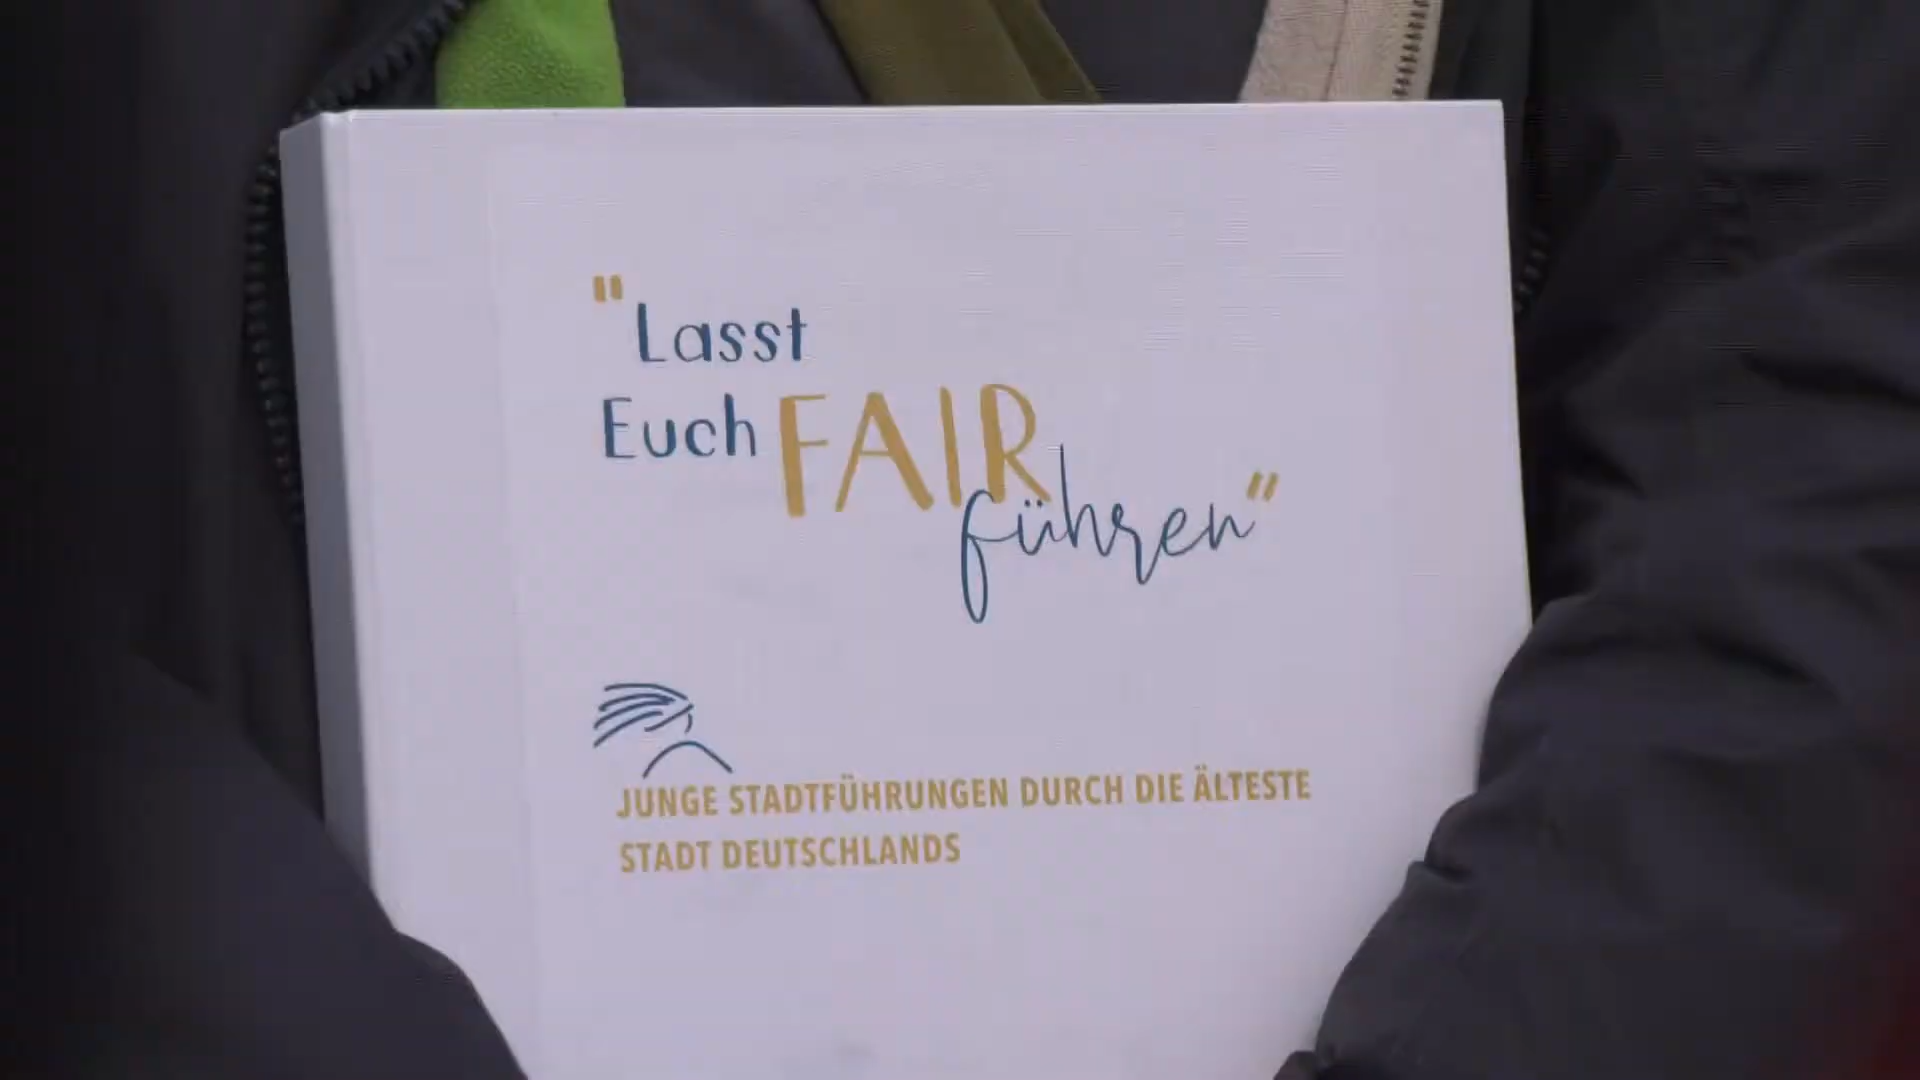 "Lasst
Euch FAIR
führen"
JUNGE STADTFÜHRUNGEN DURCH DIE ÄLTESTE
STADT DEUTSCHLANDS